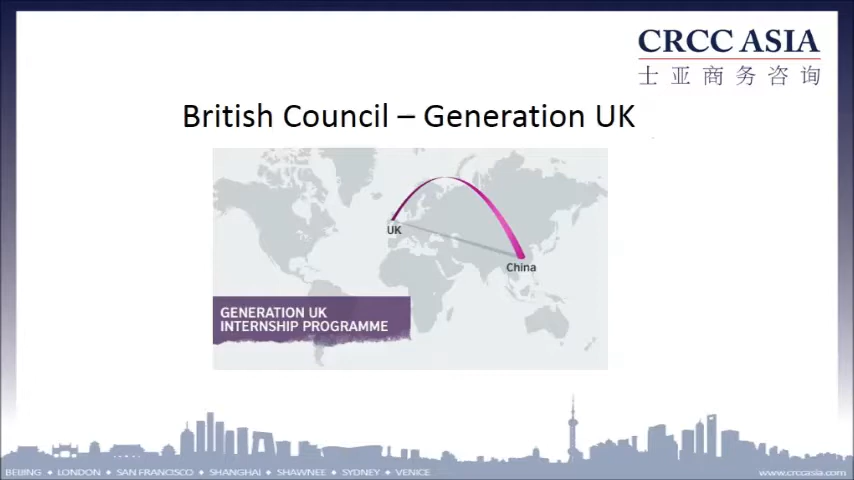 CRCC ASIA
士亚商务咨询
British Council – Generation UK
UK
China
GENERATION UK
INTERNSHIP PROGRAMME
BEIJING ◆ LONDON ◆ SAN FRANCISCO ◆ SHANGHAI ◆ SHAWNEE ◆ SYDNEY ◆ VENICE
www.crccasia.com